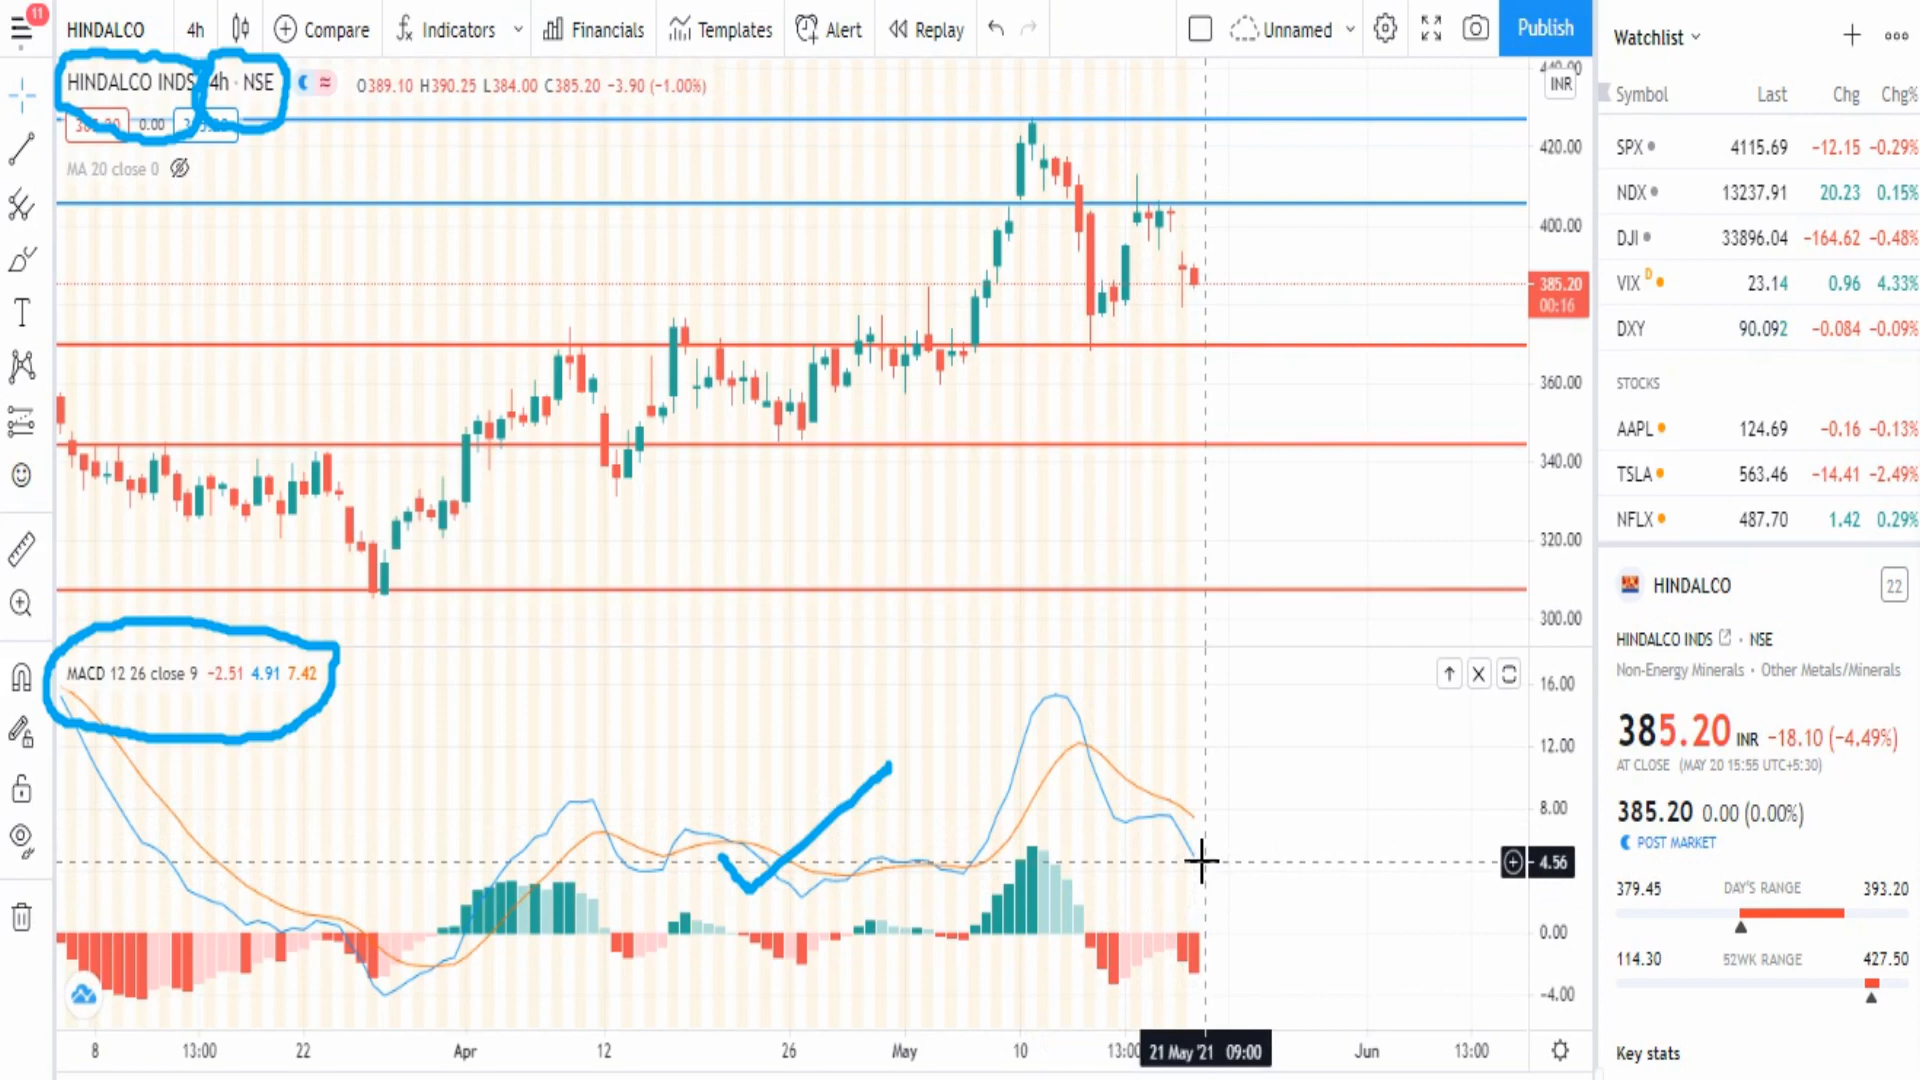 11
HINDALCO 4h Compare Indicators Financials Templates Alert Replay Unnamed Publish
HINDALCO INDS 4h · NSE O389.10 H390.25 L384.00 C385.20 −3.90 (−1.00%)
0.00
MA 20 close 0
INR
420.00
400.00
385.20
00:16
360.00
340.00
320.00
300.00
MACD 12 26 close 9 −2.51 4.91 7.42
16.00
12.00
8.00
4.56
0.00
−4.00
8 13:00 22 Apr 12 26 May 10 13:00 21 May '21 09:00 Jun 13:00
Watchlist
Symbol Last Chg Chg%
SPX 4115.69 −12.15 −0.29%
NDX 13237.91 20.23 0.15%
DJI 33896.04 −164.62 −0.48%
VIX D 23.14 0.96 4.33%
DXY 90.092 −0.084 −0.09%
STOCKS
AAPL 124.69 −0.16 −0.13%
TSLA 563.46 −14.41 −2.49%
NFLX 487.70 1.42 0.29%
HINDALCO 22
HINDALCO INDS · NSE
Non-Energy Minerals • Other Metals/Minerals
385.20 INR −18.10 (−4.49%)
AT CLOSE (MAY 20 15:55 UTC+5:30)
385.20 0.00 (0.00%)
POST MARKET
379.45 DAY'S RANGE 393.20
114.30 52WK RANGE 427.50
Key stats